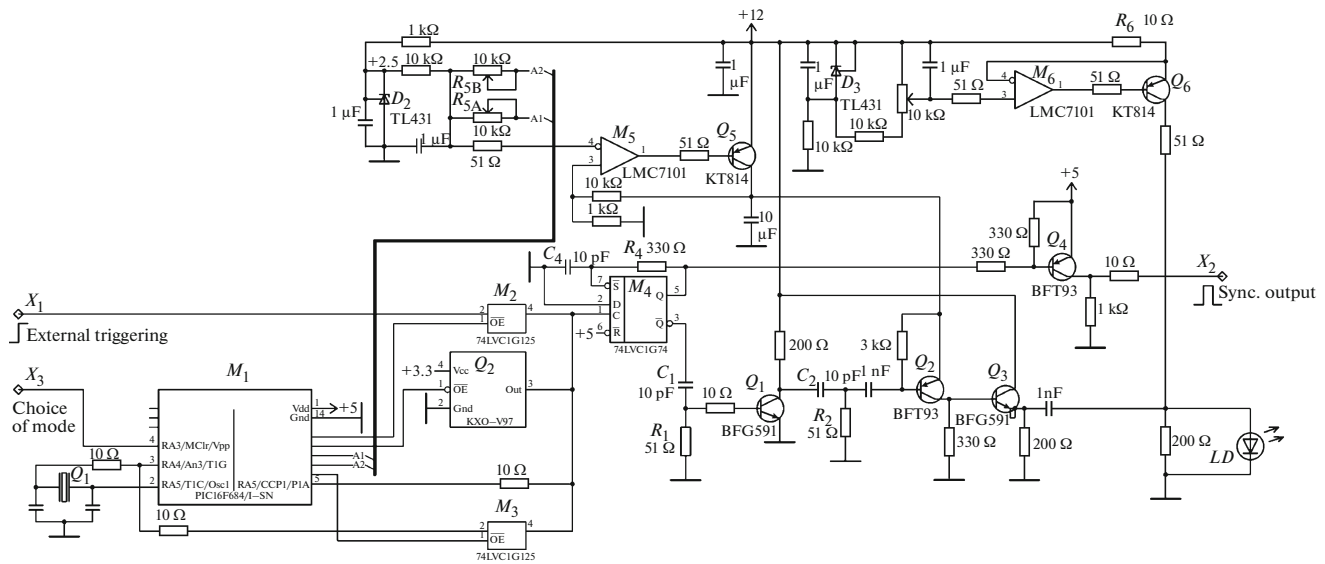 +12
R6 10 Ω
1 kΩ
+2.5 10 kΩ
10 kΩ
R5B
A2
R5A
A1
10 kΩ
D2
TL431
1 µF
1 µF
51 Ω
4
M5
1
3
LMC7101
51 Ω
Q5
KT814
10 kΩ
1 kΩ
10 µF
1 µF
1 µF
D3
TL431
10 kΩ
10 kΩ
10 kΩ
1 µF
51 Ω
4
M6
1
3
LMC7101
51 Ω
Q6
KT814
51 Ω
+5
330 Ω
Q4
330 Ω
BFT93
10 Ω
X2
Sync. output
1 kΩ
C4 10 pF
R4 330 Ω
7 S M4
2 D Q 5
1 C
+5 6 R Q 3
74LVC1G74
X1
External triggering
M2
2 4
1 OE
74LVC1G125
+3.3 4 Vcc Q2
1 OE Out 3
2 Gnd
KXO–V97
X3
Choice
of mode
M1
Vdd 1 +5
Gnd 14
4 RA3/MClr/Vpp
3 RA4/An3/T1G
2 RA5/T1C/Osc1
RA5/CCP1/P1A 5
PIC16F684/I–SN
A1
A2
10 Ω
Q1
10 Ω
10 Ω
M3
2 4
1 OE
74LVC1G125
C1
10 pF
R1
51 Ω
10 Ω
Q1
BFG591
200 Ω
C2 10 pF
R2
51 Ω
1 nF
3 kΩ
Q2
BFT93
330 Ω
Q3
BFG591
200 Ω
1nF
200 Ω
LD